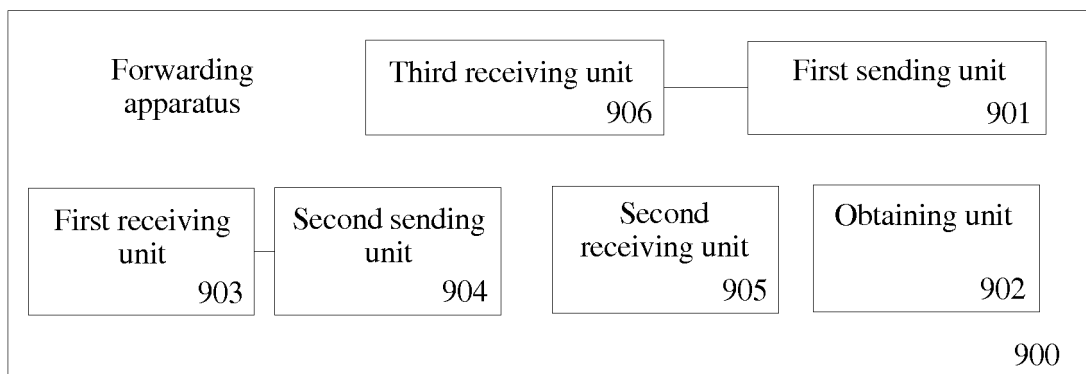 Forwarding
apparatus
Third receiving unit
906
First sending unit
901
First receiving
unit
903
Second sending
unit
904
Second
receiving unit
905
Obtaining unit
902
900